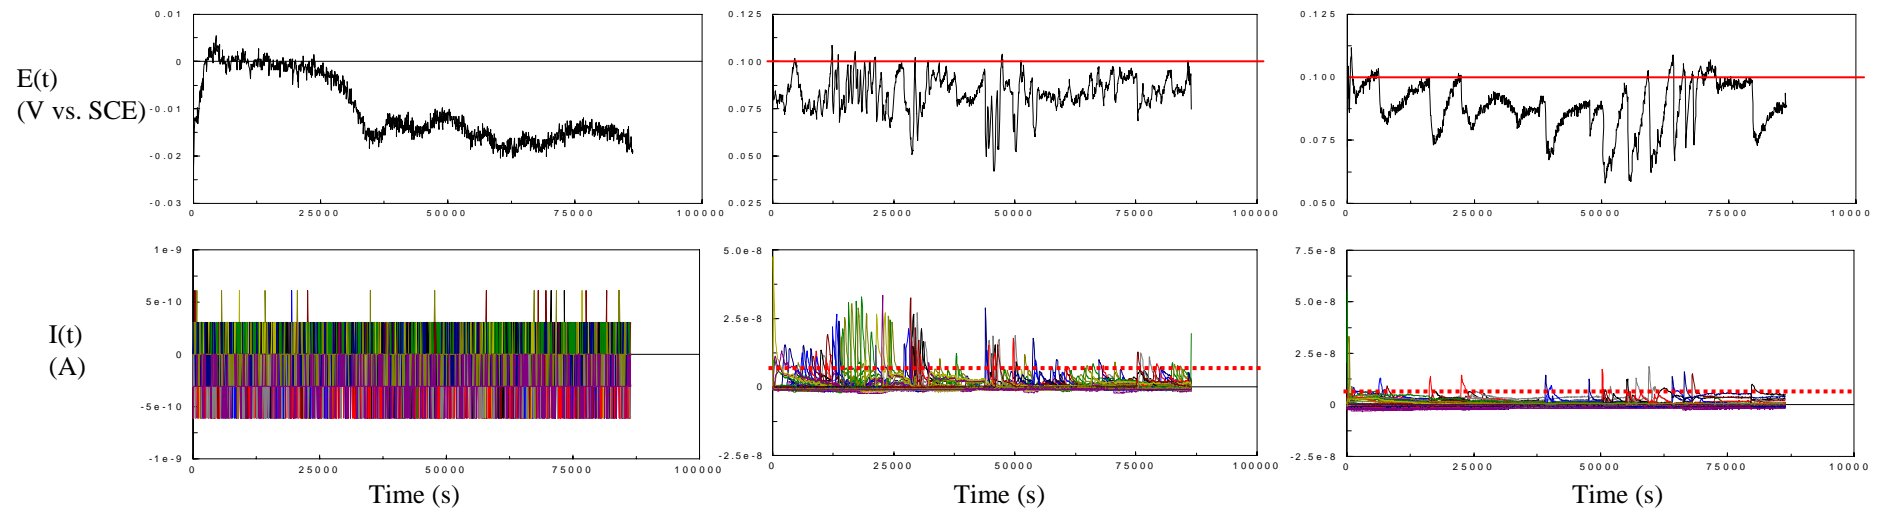 E(t)
(V vs. SCE)
0.01
0
-0.01
-0.02
-0.03
0 25000 50000 75000 100000
0.125
0.100
0.075
0.050
0.025
0 25000 50000 75000 100000
0.125
0.100
0.075
0.050
0 25000 50000 75000 10000
I(t)
(A)
1e-9
5e-10
0
-5e-10
-1e-9
0 25000 50000 75000 100000
Time (s)
5.0e-8
2.5e-8
0
-2.5e-8
0 25000 50000 75000 100000
Time (s)
7.5e-8
5.0e-8
2.5e-8
0
-2.5e-8
0 25000 50000 75000 10000
Time (s)